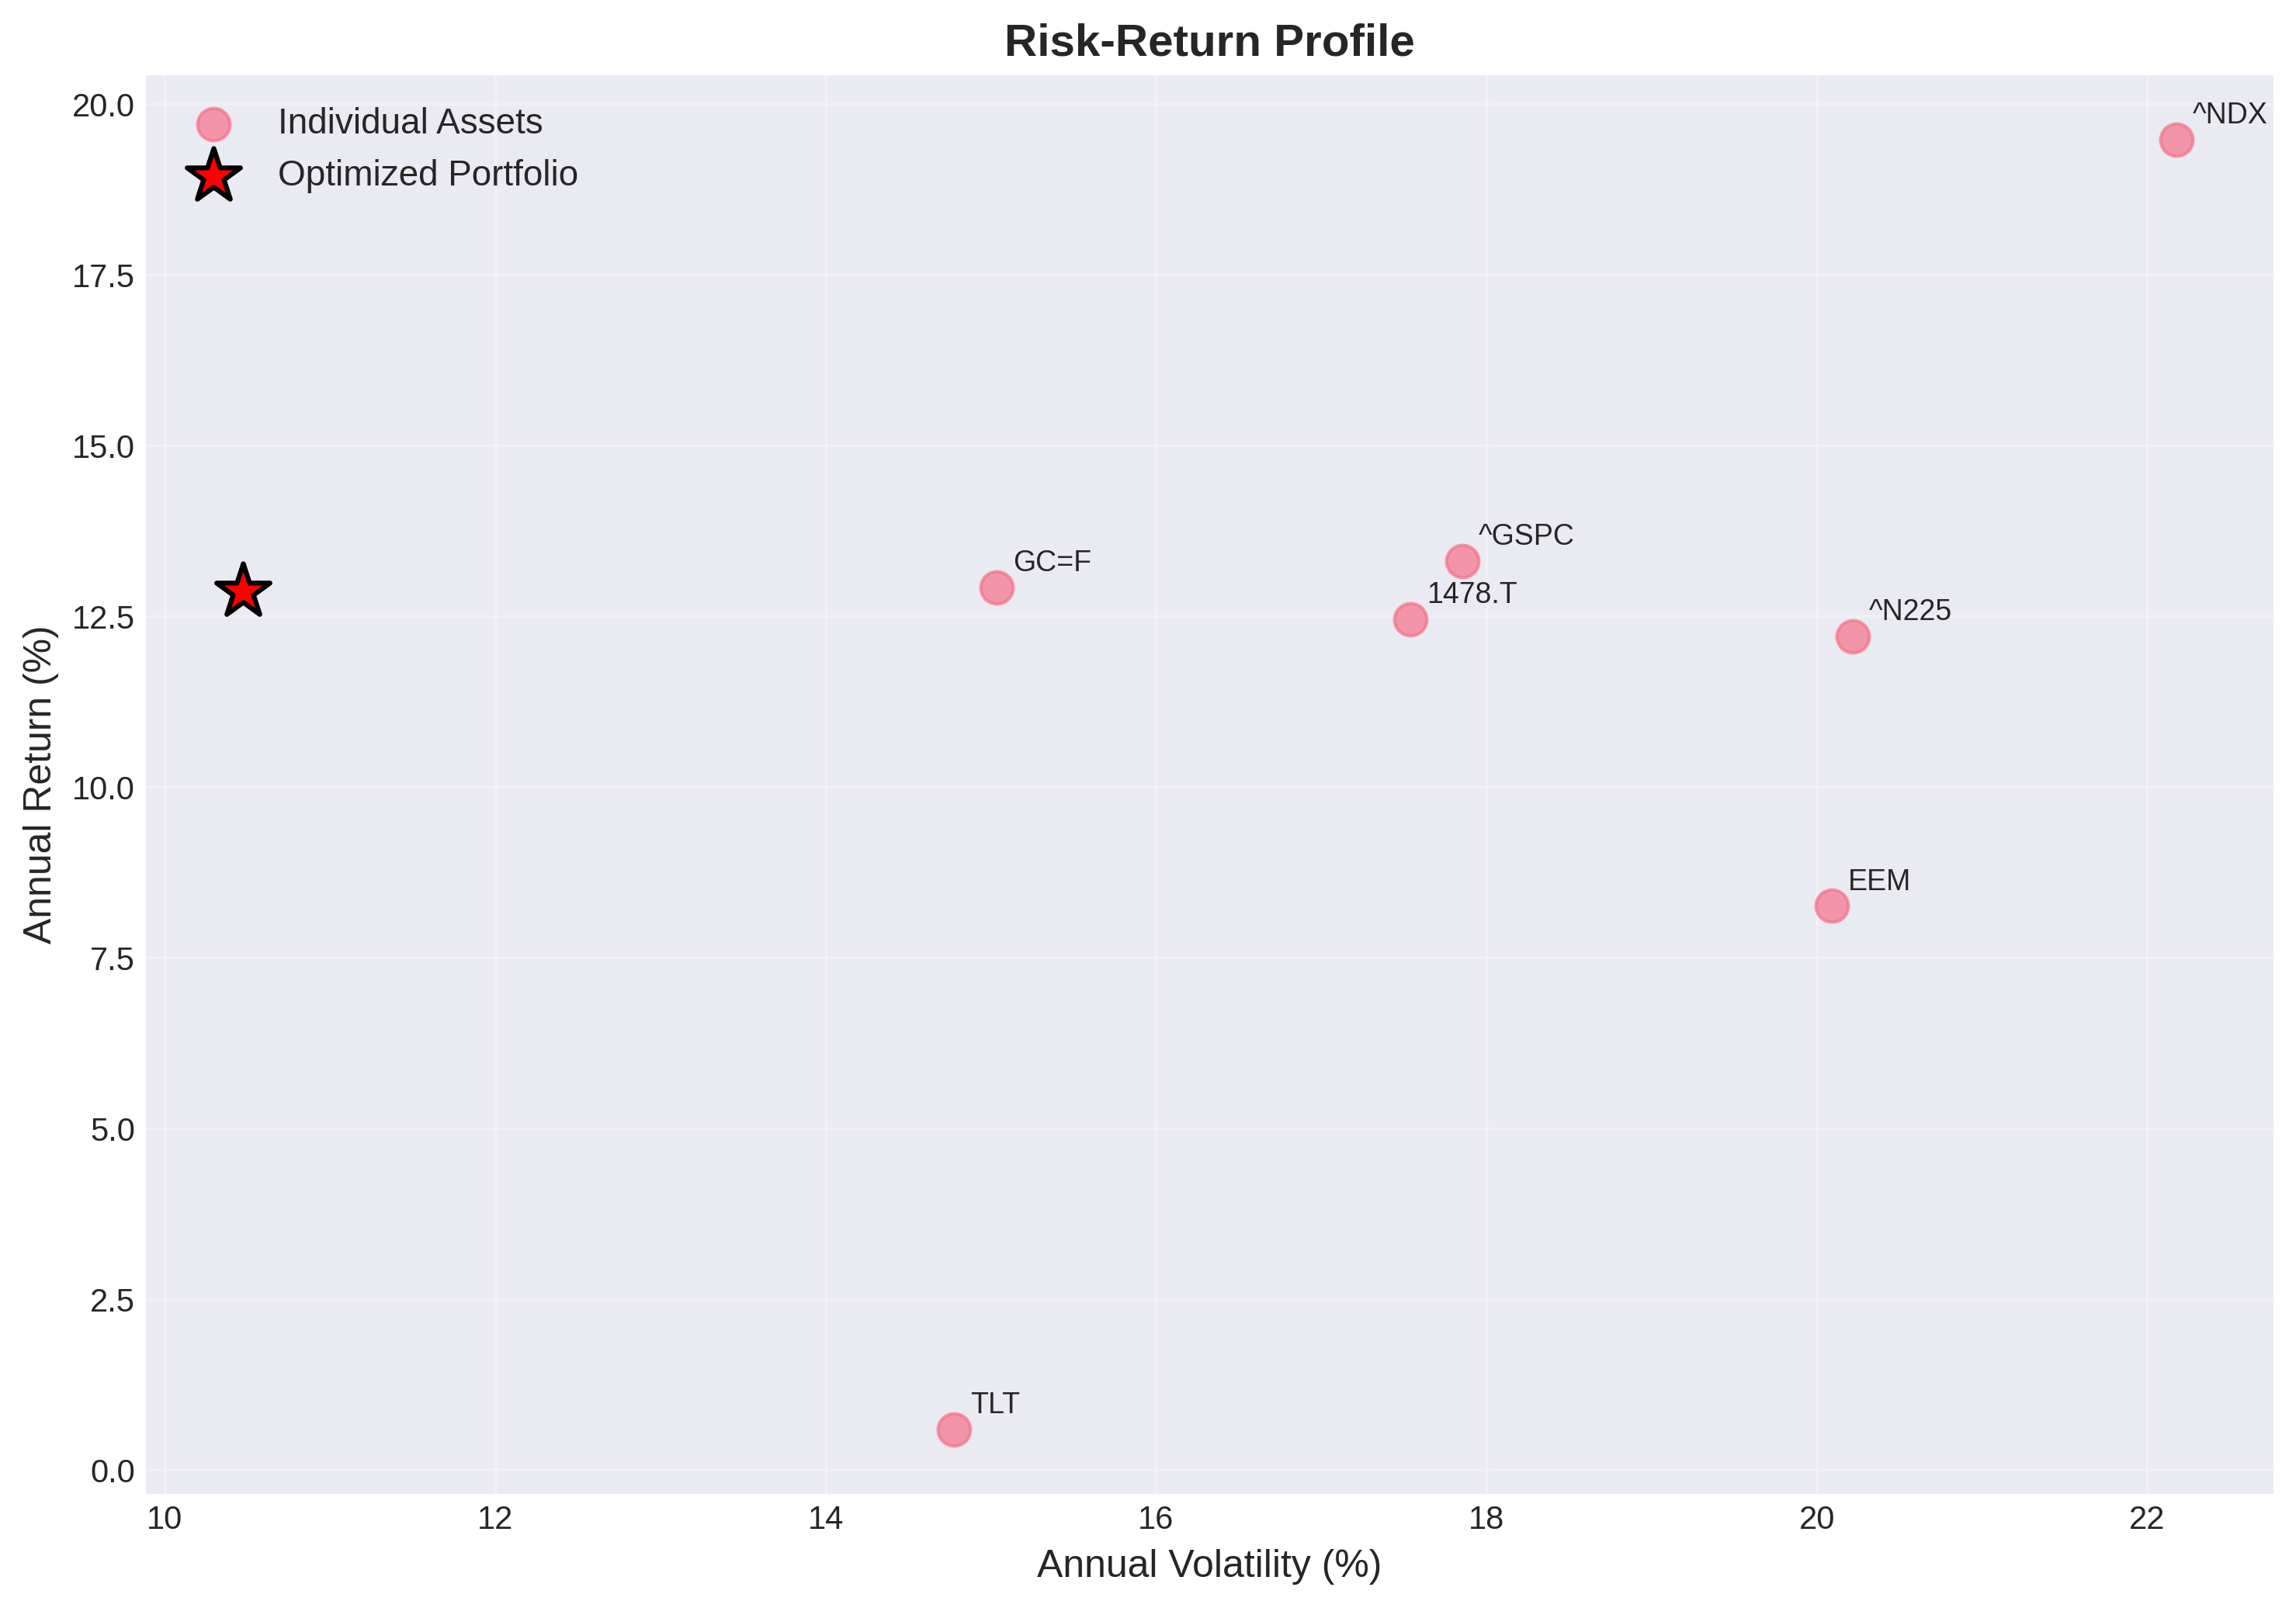 Risk-Return Profile
Individual Assets
Optimized Portfolio
20.0
17.5
15.0
12.5
10.0
7.5
5.0
2.5
0.0
Annual Return (%)
^NDX
^GSPC
GC=F
1478.T
^N225
EEM
TLT
10
12
14
16
18
20
22
Annual Volatility (%)